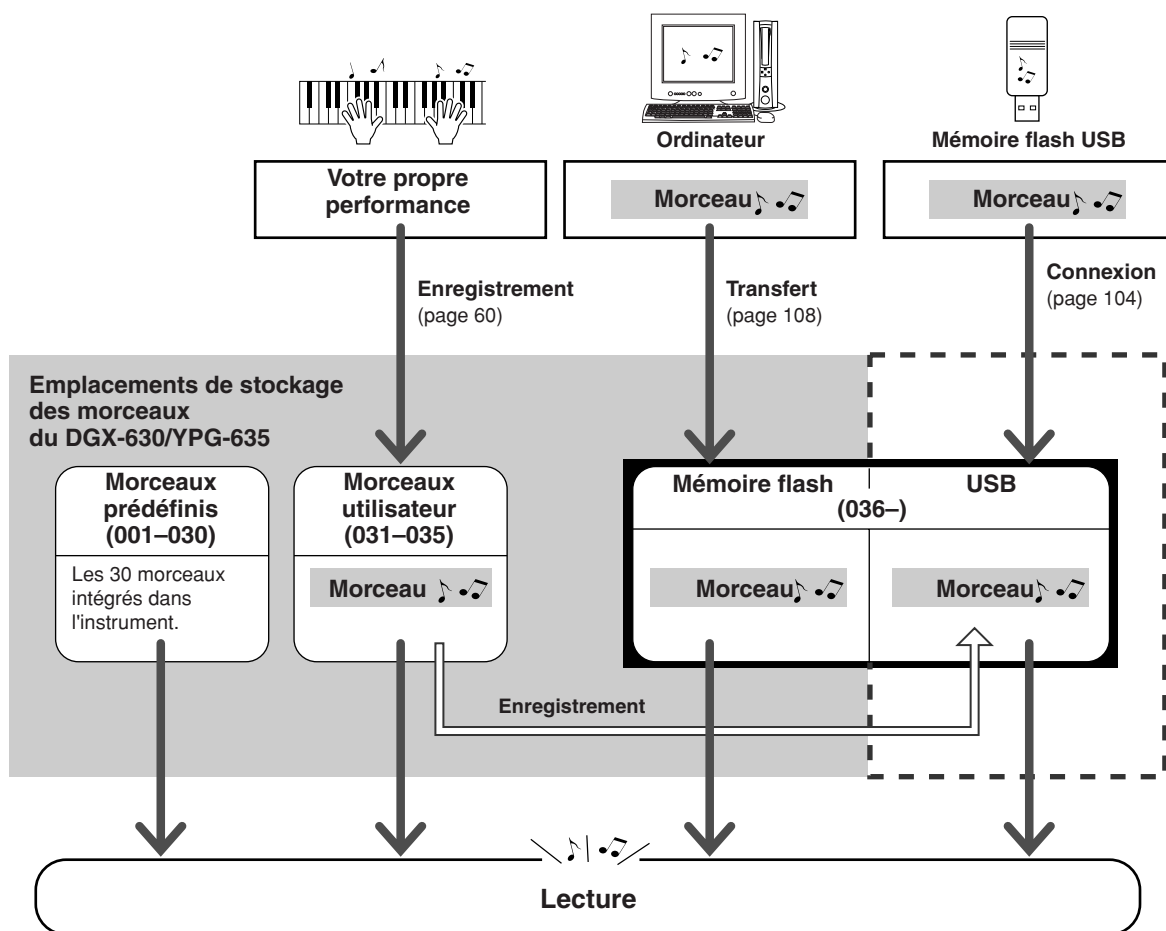 Ordinateur
Mémoire flash USB
Votre propre
performance
Morceau
Morceau
Enregistrement
(page 60)
Transfert
(page 108)
Connexion
(page 104)
Emplacements de stockage
des morceaux
du DGX-630/YPG-635
Morceaux
prédéfinis
(001–030)
Les 30 morceaux
intégrés dans
l'instrument.
Morceaux
utilisateur
(031–035)
Morceau
Mémoire flash
USB
(036–)
Morceau
Morceau
Enregistrement
Lecture